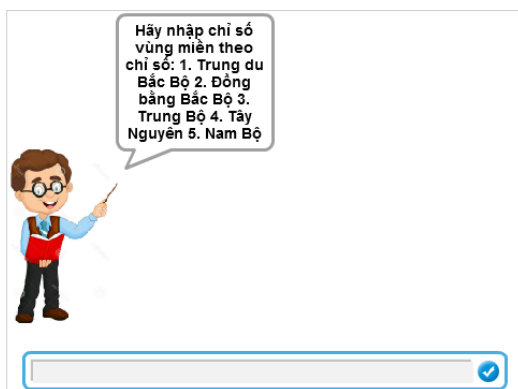 Hãy nhập chỉ số
vùng miền theo
chỉ số: 1. Trung du
Bắc Bộ 2. Đồng
bằng Bắc Bộ 3.
Trung Bộ 4. Tây
Nguyên 5. Nam Bộ